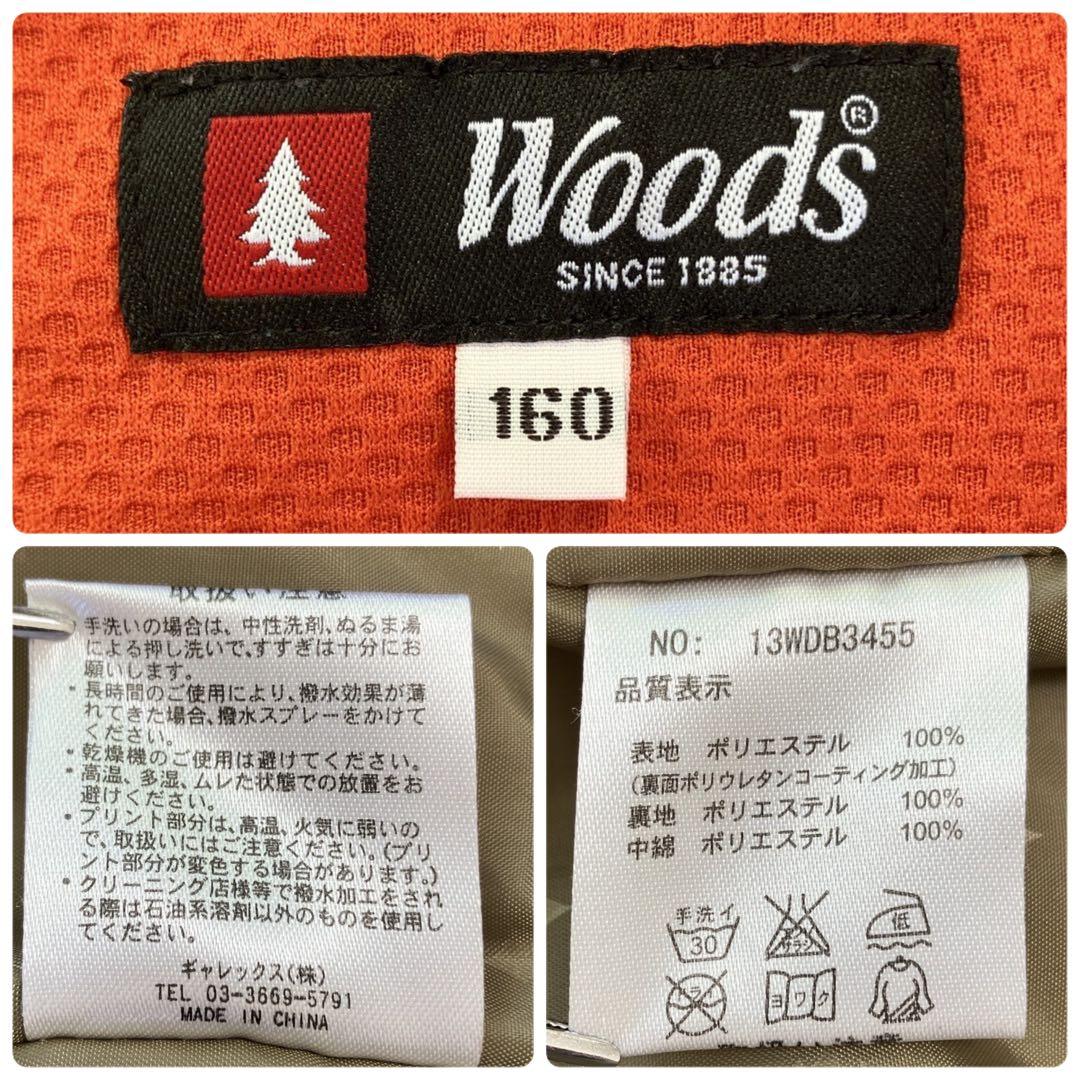 Woods®
SINCE 1885
160
取扱い注意
手洗いの場合は、中性洗剤、ぬるま湯
による押し洗いで、すすぎは十分にお
願いします。
・長時間のご使用により、撥水効果が薄
れてきた場合、撥水スプレーをかけて
ください。
・乾燥機のご使用は避けてください。
・高温、多湿、ムレた状態での放置をお
避けください。
・プリント部分は、高温、火気に弱いの
で、取扱いにはご注意ください。(プリ
ント部分が変色する場合があります。)
・クリーニング店様等で撥水加工をされ
る際は石油系溶剤以外のものを使用し
てください。
ギャレックス(株)
TEL 03-3669-5791
MADE IN CHINA
NO: 13WDB3455
品質表示
表地 ポリエステル 100%
(裏面ポリウレタンコーティング加工)
裏地 ポリエステル 100%
中綿 ポリエステル 100%
手洗イ
30
サラシ
低
ドライ
ヨワク